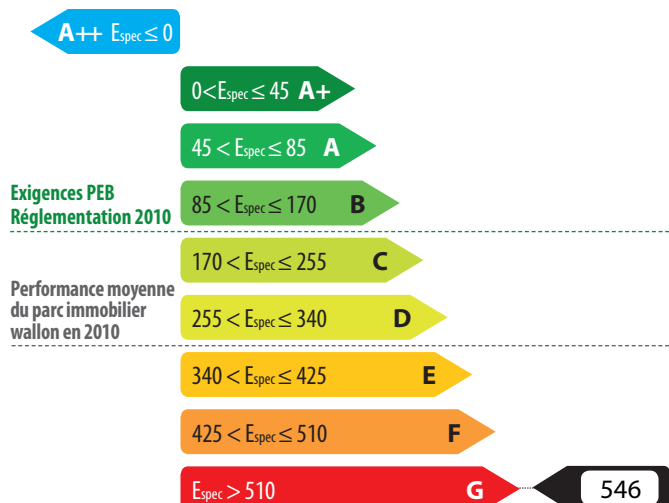 A++ Espec ≤ 0
0<Espec ≤ 45 A+
45 < Espec ≤ 85 A
Exigences PEB
Réglementation 2010
85 < Espec ≤ 170 B
170 < Espec ≤ 255 C
Performance moyenne
du parc immobilier
wallon en 2010
255 < Espec ≤ 340 D
340 < Espec ≤ 425 E
425 < Espec ≤ 510 F
Espec > 510 G 546